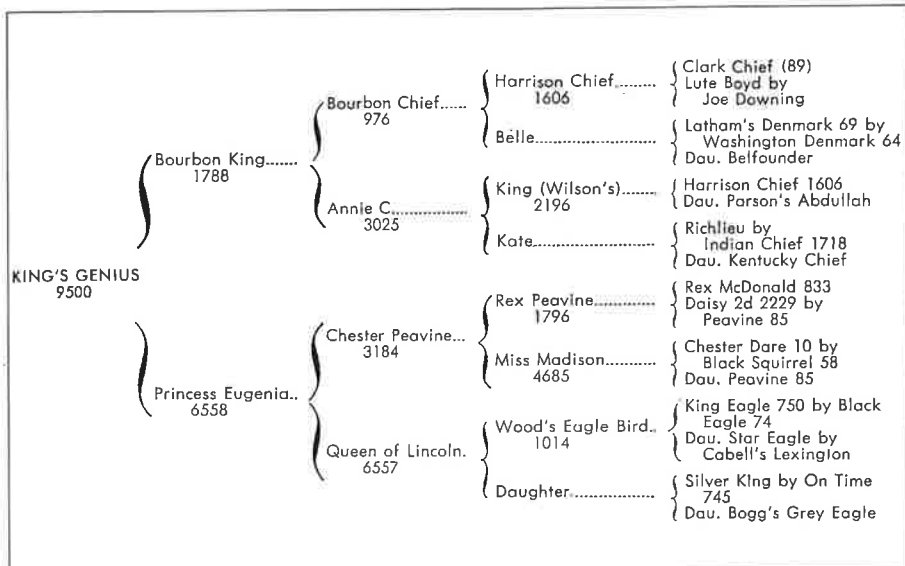 KING'S GENIUS
9500
Bourbon King.......
1788
Princess Eugenia..
6558
Bourbon Chief......
976
Annie C..................
3025
Chester Peavine...
3184
Queen of Lincoln.
6557
Harrison Chief........
1606
Belle........................
King (Wilson's).......
2196
Kate........................
Rex Peavine.............
1796
Miss Madison..........
4685
Wood's Eagle Bird..
1014
Daughter.................
Clark Chief (89)
Lute Boyd by
Joe Downing
Latham's Denmark 69 by
Washington Denmark 64
Dau. Belfounder
Harrison Chief 1606
Dau. Parson's Abdullah
Richlieu by
Indian Chief 1718
Dau. Kentucky Chief
Rex McDonald 833
Daisy 2d 2229 by
Peavine 85
Chester Dare 10 by
Black Squirrel 58
Dau. Peavine 85
King Eagle 750 by Black
Eagle 74
Dau. Star Eagle by
Cabell's Lexington
Silver King by On Time
745
Dau. Bogg's Grey Eagle